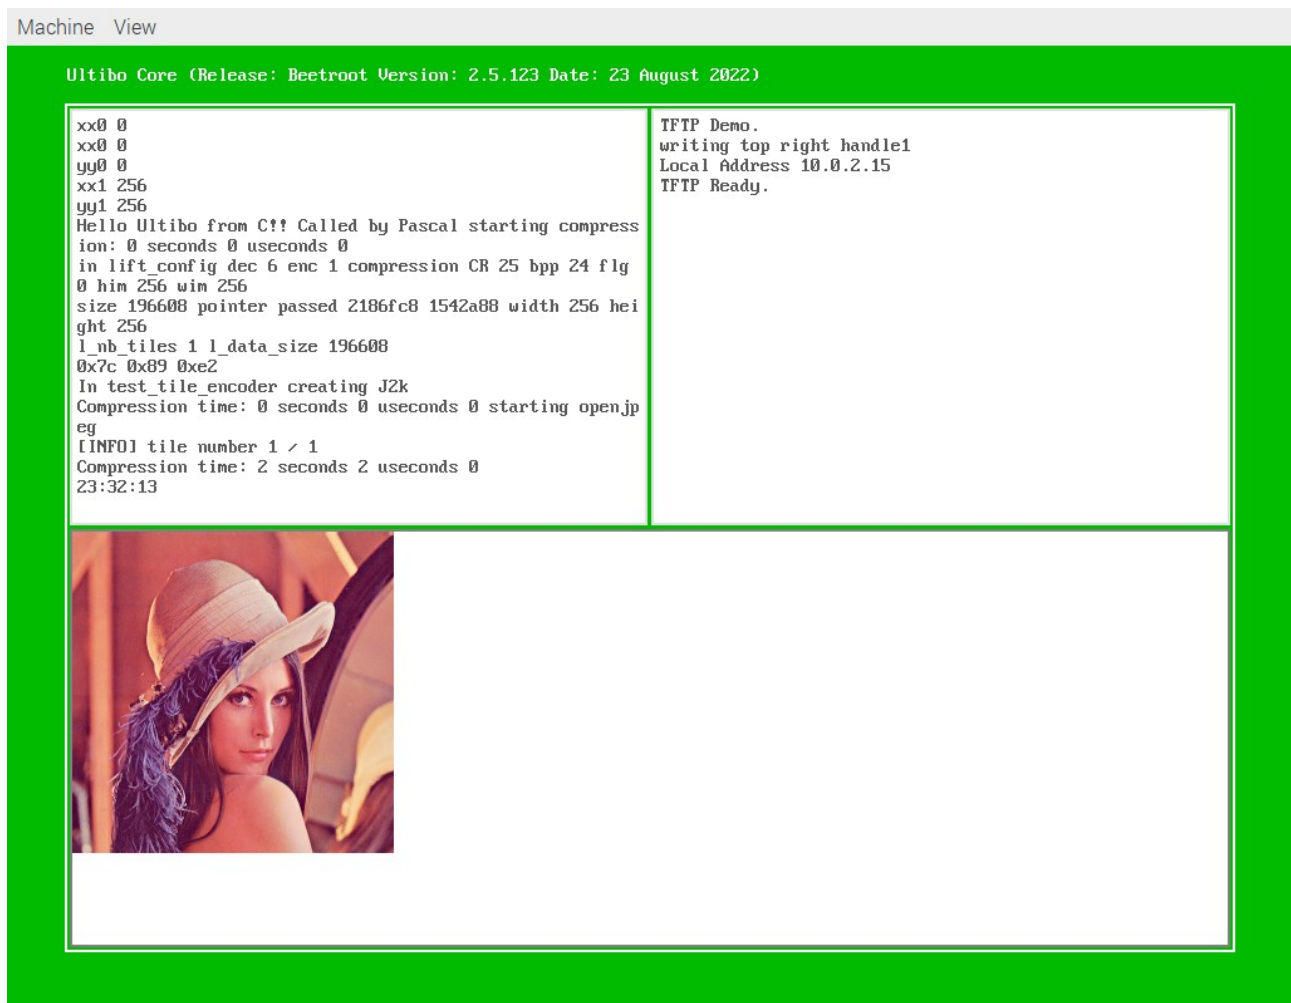 Machine View
Ultibo Core (Release: Beetroot Version: 2.5.123 Date: 23 August 2022)
xx0 0
xx0 0
yy0 0
xx1 256
yy1 256
Hello Ultibo from C!! Called by Pascal starting compress
ion: 0 seconds 0 useconds 0
in lift_config dec 6 enc 1 compression CR 25 bpp 24 flg
0 him 256 wim 256
size 196608 pointer passed 2186fc8 1542a88 width 256 hei
ght 256
l_nb_tiles 1 l_data_size 196608
0x7c 0x89 0xe2
In test_tile_encoder creating J2k
Compression time: 0 seconds 0 useconds 0 starting openjp
eg
[INFO] tile number 1 / 1
Compression time: 2 seconds 2 useconds 0
23:32:13
TFTP Demo.
writing top right handle1
Local Address 10.0.2.15
TFTP Ready.